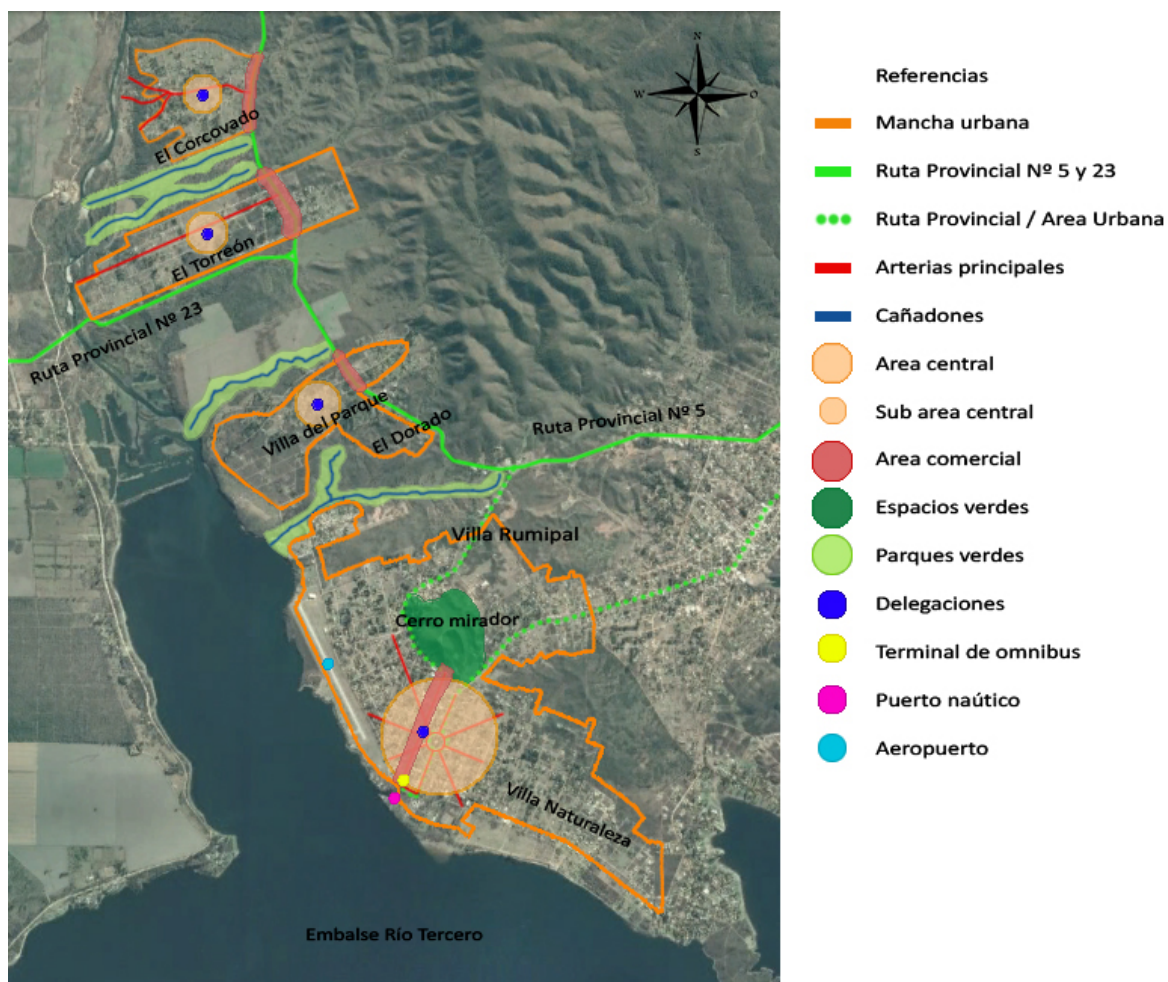 N
W
O
S
El Corcovado
El Torreón
Ruta Provincial Nº 23
Villa del Parque
El Dorado
Ruta Provincial Nº 5
Villa Rumipal
Cerro mirador
Villa Naturaleza
Embalse Río Tercero
Referencias
Mancha urbana
Ruta Provincial Nº 5 y 23
Ruta Provincial / Area Urbana
Arterias principales
Cañadones
Area central
Sub area central
Area comercial
Espacios verdes
Parques verdes
Delegaciones
Terminal de omnibus
Puerto naútico
Aeropuerto